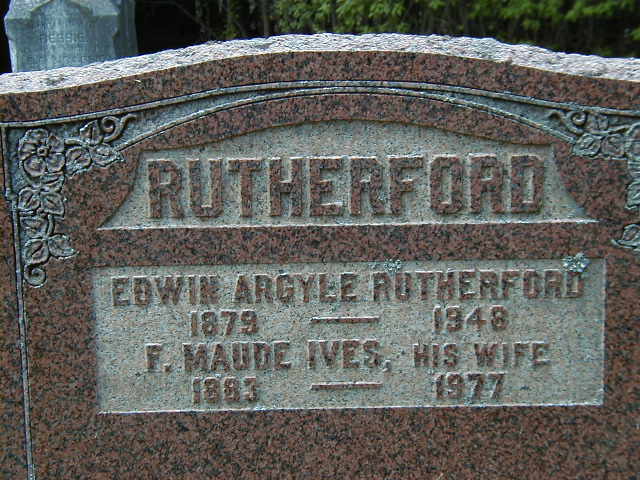 RUTHERFORD
EDWIN ARGYLE RUTHERFORD
1879 — 1948
F. MAUDE IVES, HIS WIFE
1883 — 1977